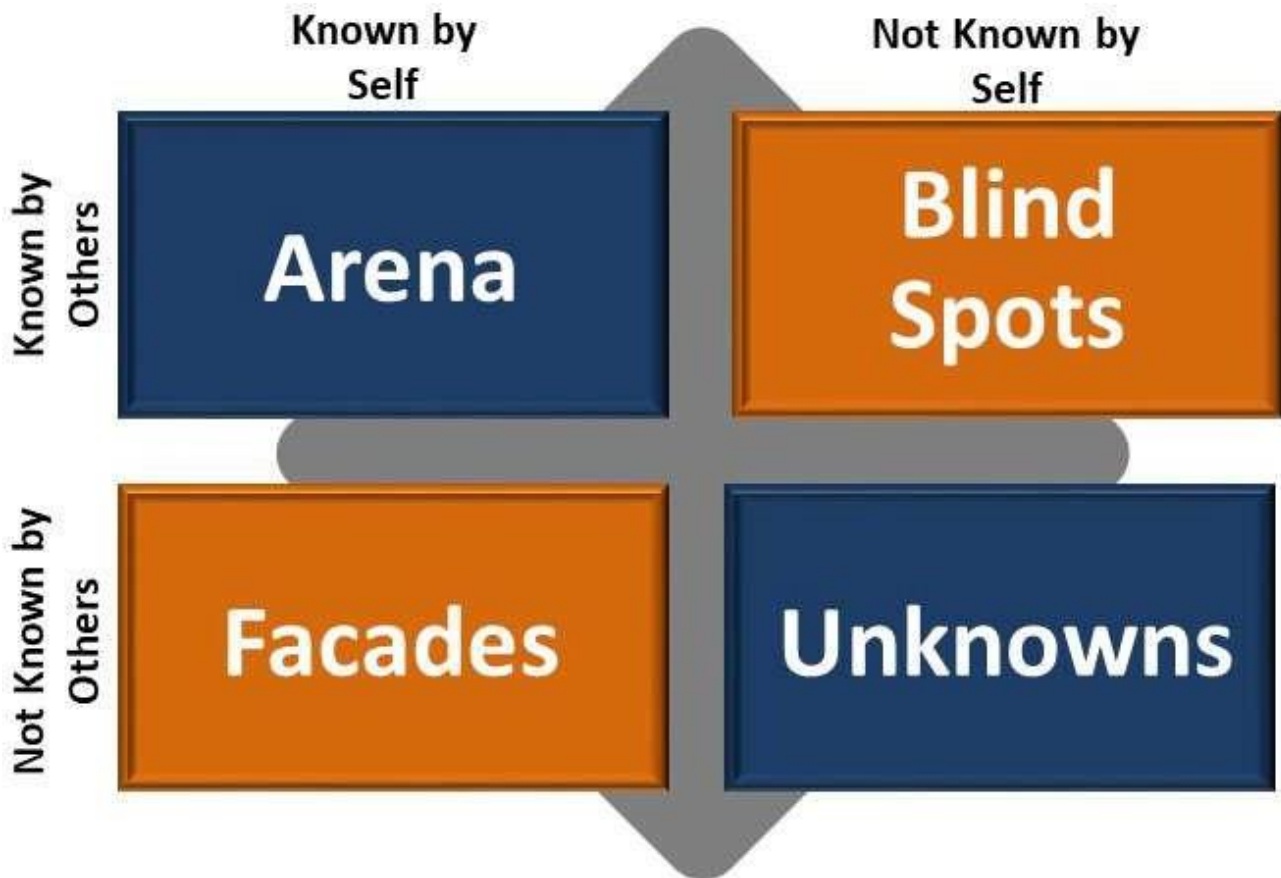 Known by
Self
Not Known by
Self
Known by
Others
Arena
Blind
Spots
Not Known by
Others
Facades
Unknowns